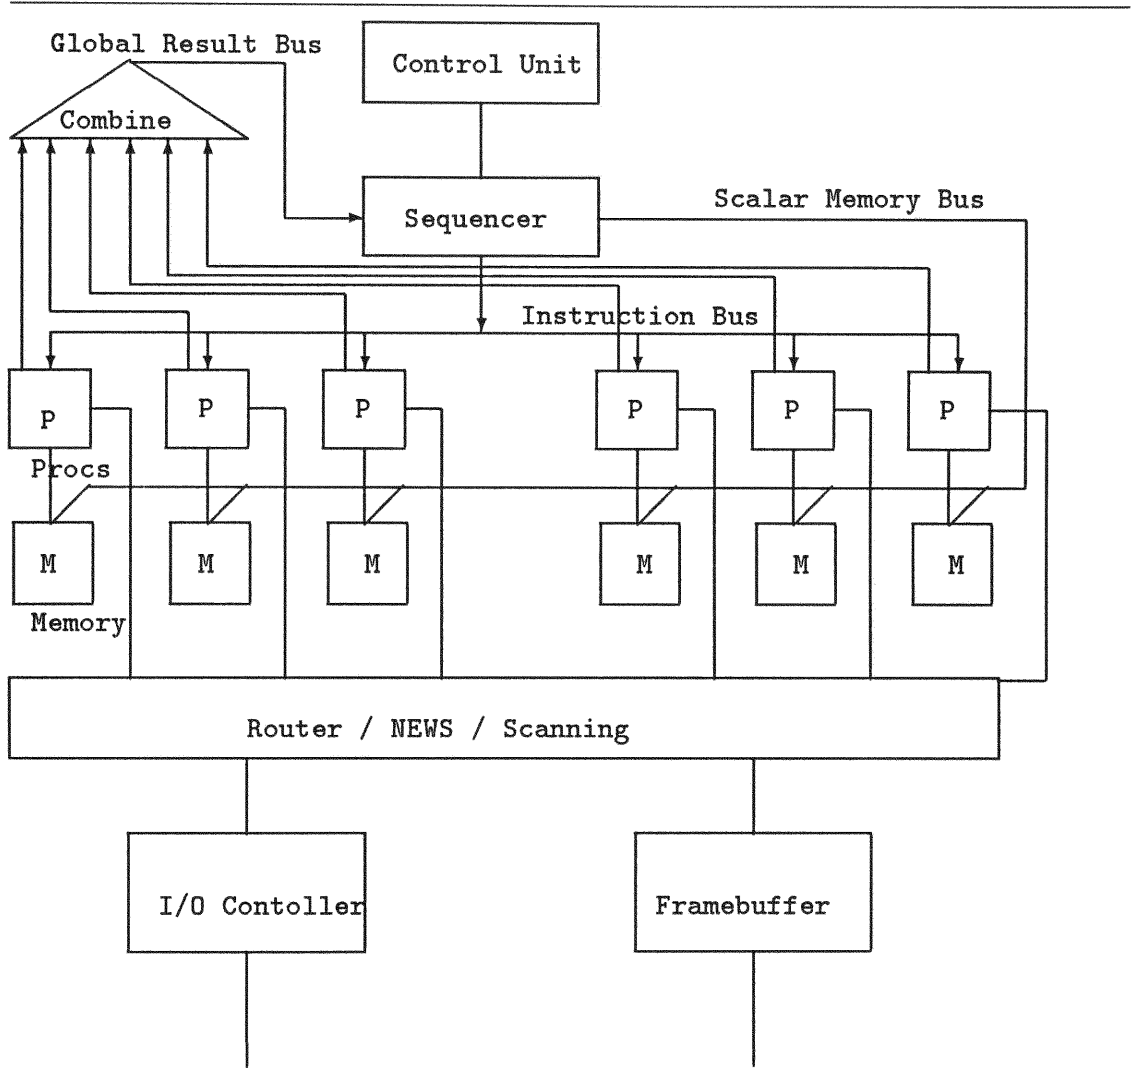 Global Result Bus
Control Unit
Combine
Scalar Memory Bus
Sequencer
Instruction Bus
P
P
P
P
P
P
Procs
M
M
M
M
M
M
Memory
Router / NEWS / Scanning
I/O Contoller
Framebuffer